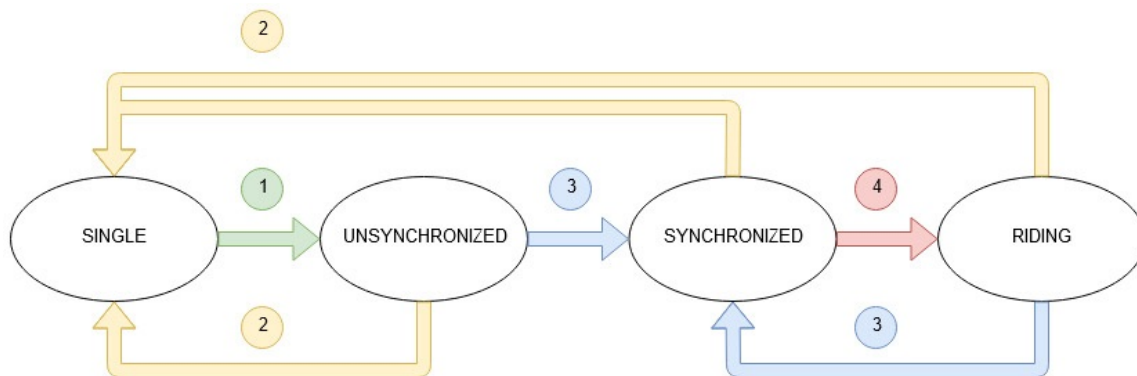 2
1
3
4
SINGLE
UNSYNCHRONIZED
SYNCHRONIZED
RIDING
2
3